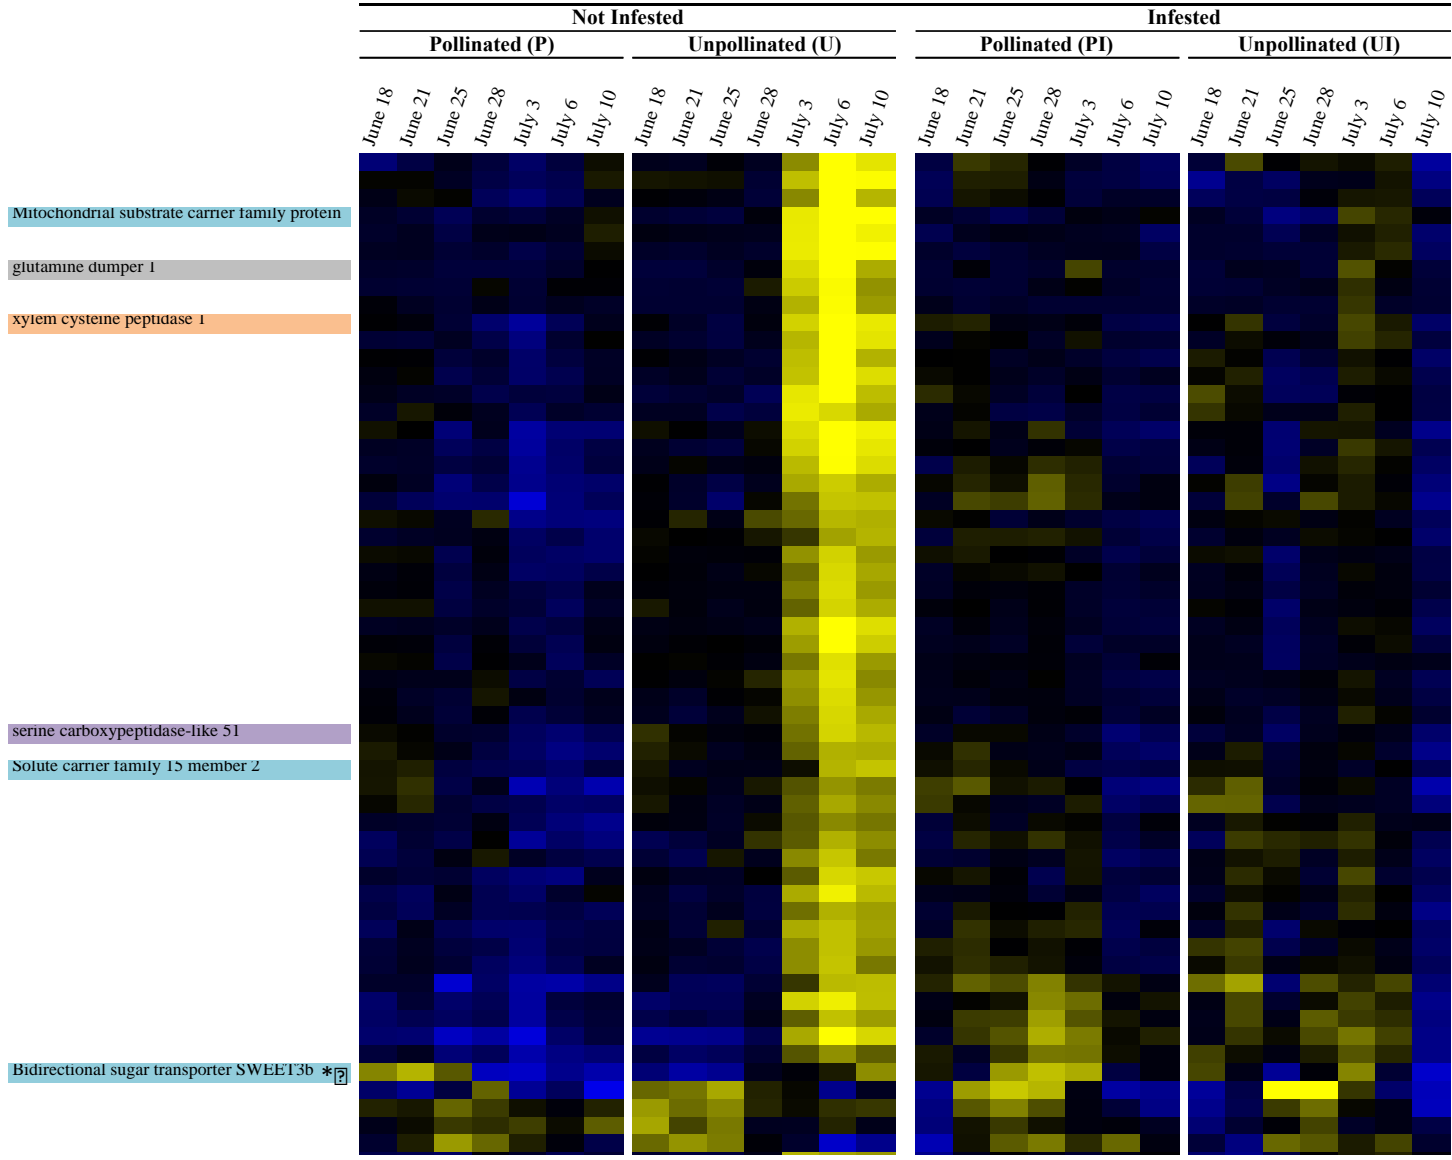 Not Infested Infested
Pollinated (P) Unpollinated (U) Pollinated (PI) Unpollinated (UI)
June 18 June 21 June 25 June 28 July 3 July 6 July 10 June 18 June 21 June 25 June 28 July 3 July 6 July 10 June 18 June 21 June 25 June 28 July 3 July 6 July 10 June 18 June 21 June 25 June 28 July 3 July 6 July 10
Mitochondrial substrate carrier family protein
glutamine dumper 1
xylem cysteine peptidase 1
serine carboxypeptidase-like 51
Solute carrier family 15 member 2
Bidirectional sugar transporter SWEET3b *⍰